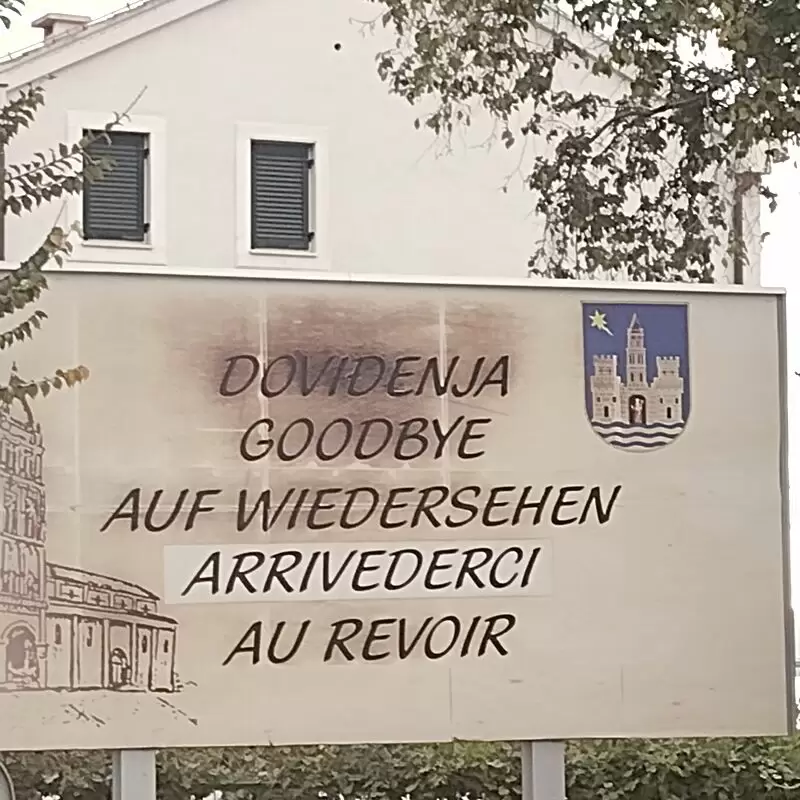 DOVIĐENJA
GOODBYE
AUF WIEDERSEHEN
ARRIVEDERCI
AU REVOIR